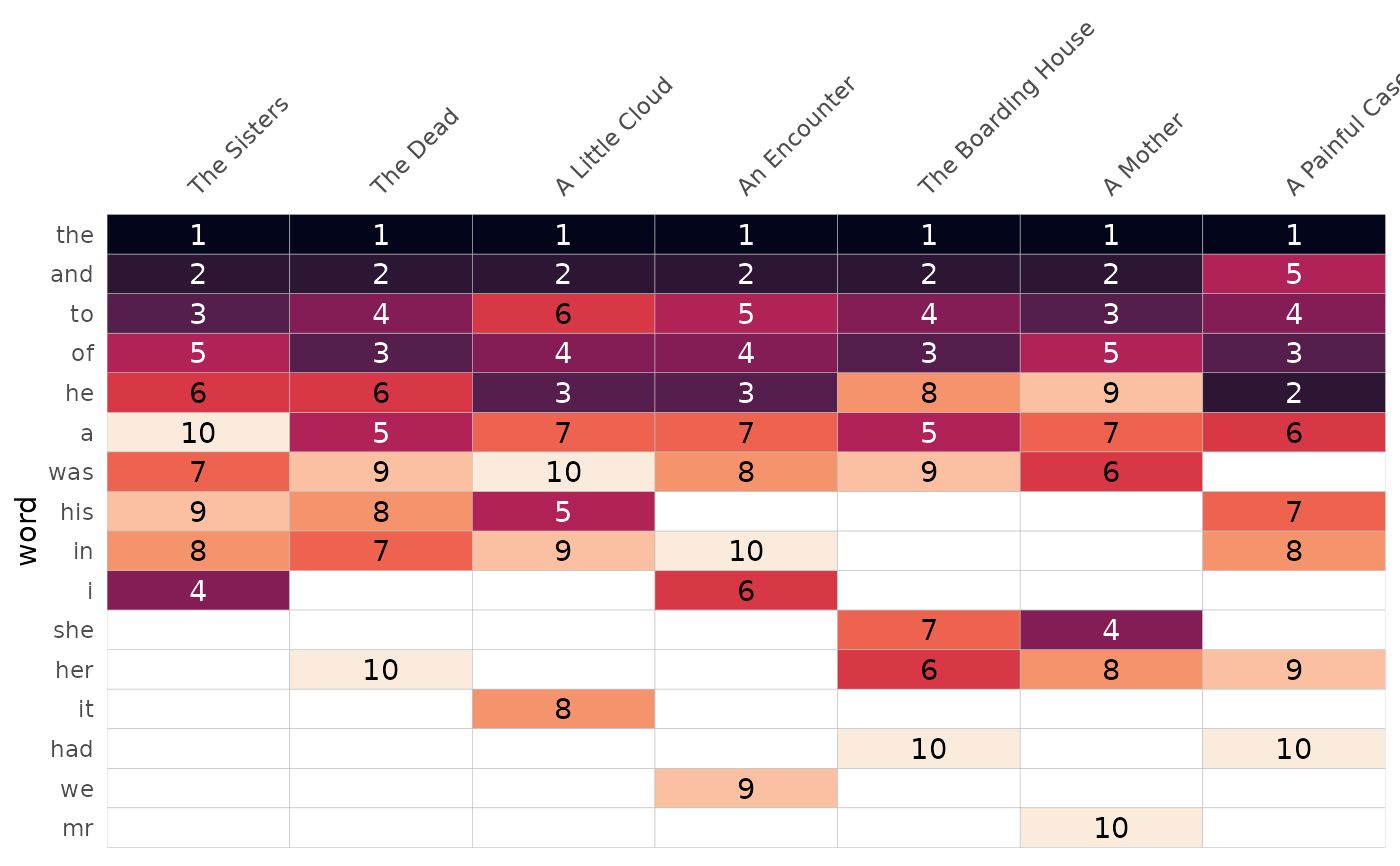 The Sisters The Dead A Little Cloud An Encounter The Boarding House A Mother A Painful Case
the 1 1 1 1 1 1 1
and 2 2 2 2 2 2 5
to 3 4 6 5 4 3 4
of 5 3 4 4 3 5 3
he 6 6 3 3 8 9 2
a 10 5 7 7 5 7 6
was 7 9 10 8 9 6
his 9 8 5 7
in 8 7 9 10 8
i 4 6
she 7 4
her 10 6 8 9
it 8
had 10 10
we 9
mr 10
word